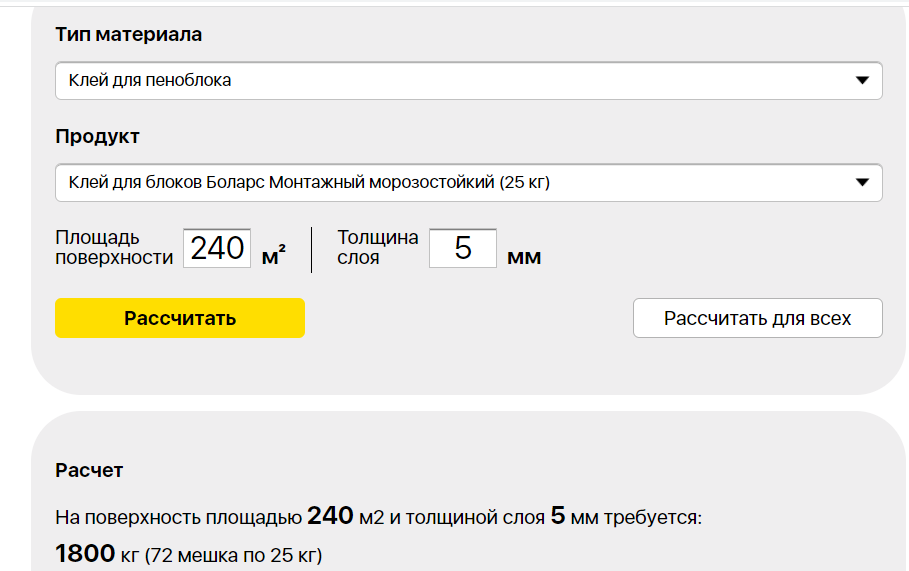 Тип материала
Клей для пеноблока
Продукт
Клей для блоков Боларс Монтажный морозостойкий (25 кг)
Площадь
поверхности 240 м²
Толщина
слоя 5 мм
Рассчитать
Рассчитать для всех
Расчет
На поверхность площадью 240 м2 и толщиной слоя 5 мм требуется:
1800 кг (72 мешка по 25 кг)